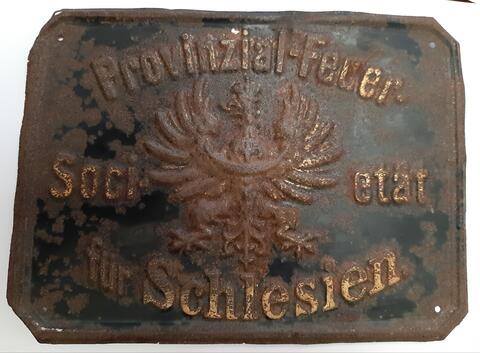 Provinzial-Feuer-
Soci- etät
für Schlesien.